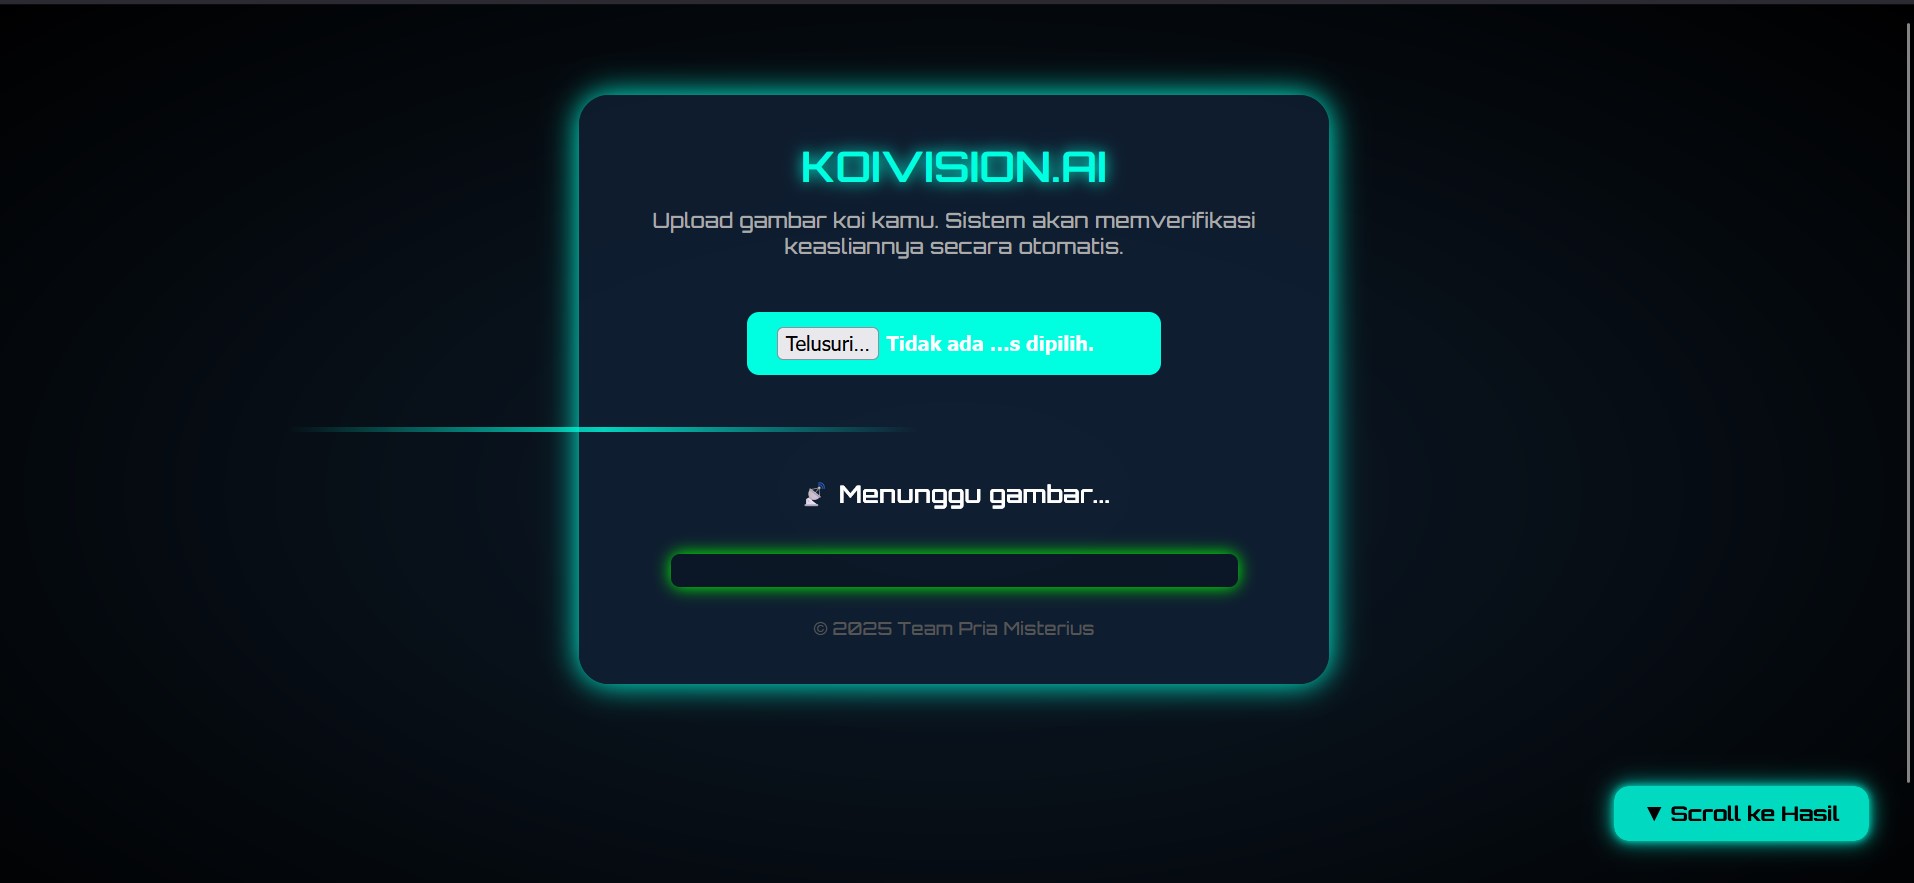 KOIVISION.AI
Upload gambar koi kamu. Sistem akan memverifikasi
keasliannya secara otomatis.
Telusuri... Tidak ada ...s dipilih.
Menunggu gambar...
© 2025 Team Pria Misterius
▼ Scroll ke Hasil